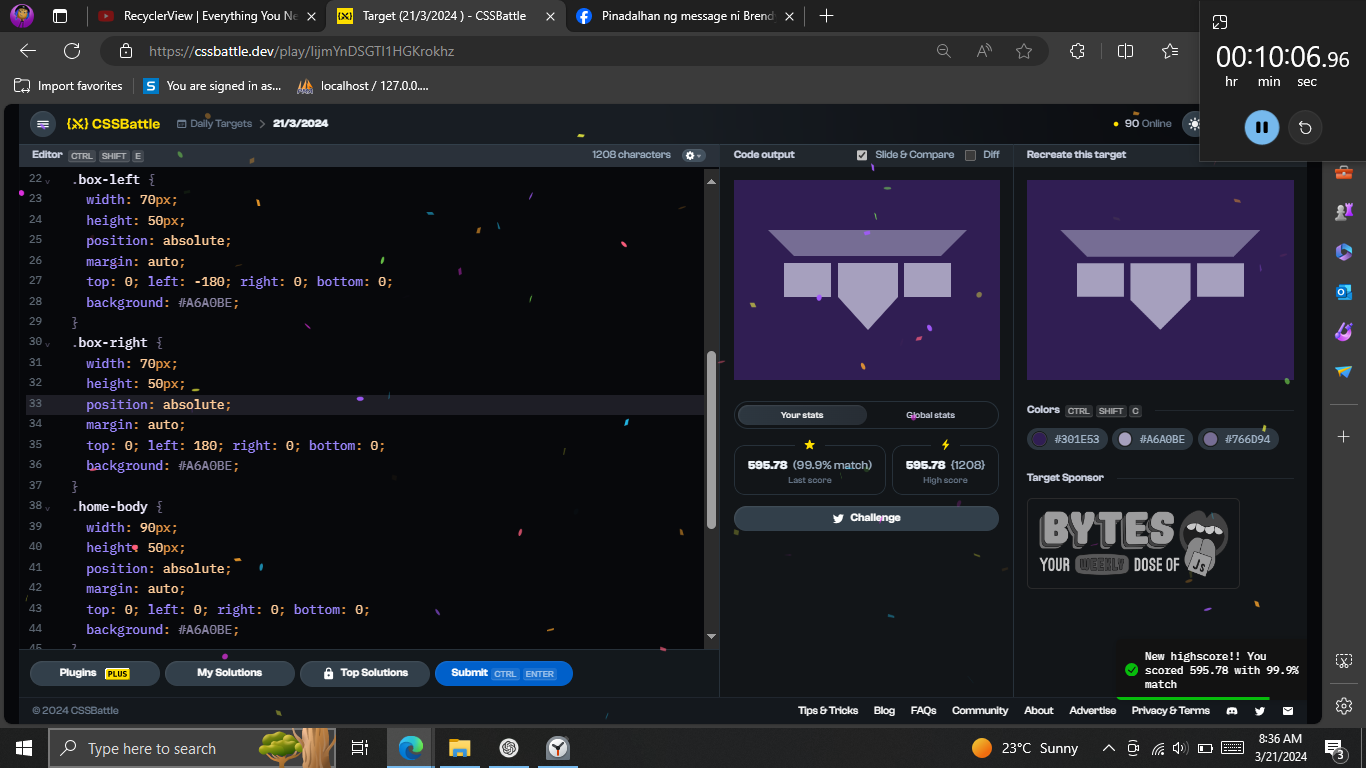 RecyclerView | Everything You Ne
Target (21/3/2024 ) - CSSBattle
Pinadalhan ng message ni Brend
https://cssbattle.dev/play/IijmYnDSGTI1HGKrokhz
Import favorites
You are signed in as...
localhost / 127.0.0....
00:10:06.96
hr min sec
{X} CSSBattle
Daily Targets > 21/3/2024
90 Online
Editor CTRL SHIFT E
1208 characters
Code output
Slide & Compare
Diff
Recreate this target
22 .box-left {
23 width: 70px;
24 height: 50px;
25 position: absolute;
26 margin: auto;
27 top: 0; left: -180; right: 0; bottom: 0;
28 background: #A6A0BE;
29 }
30 .box-right {
31 width: 70px;
32 height: 50px;
33 position: absolute;
34 margin: auto;
35 top: 0; left: 180; right: 0; bottom: 0;
36 background: #A6A0BE;
37 }
38 .home-body {
39 width: 90px;
40 height: 50px;
41 position: absolute;
42 margin: auto;
43 top: 0; left: 0; right: 0; bottom: 0;
44 background: #A6A0BE;
45 }
Your stats
Global stats
595.78 (99.9% match)
Last score
595.78 {1208}
High score
Challenge
Colors CTRL SHIFT C
#301E53
#A6A0BE
#766D94
Target Sponsor
BYTES
YOUR WEEKLY DOSE OF JS
New highscore!! You
scored 595.78 with 99.9%
match
Plugins PLUS
My Solutions
Top Solutions
Submit CTRL ENTER
© 2024 CSSBattle
Tips & Tricks
Blog
FAQs
Community
About
Advertise
Privacy & Terms
Type here to search
23°C Sunny
8:36 AM
3/21/2024
3